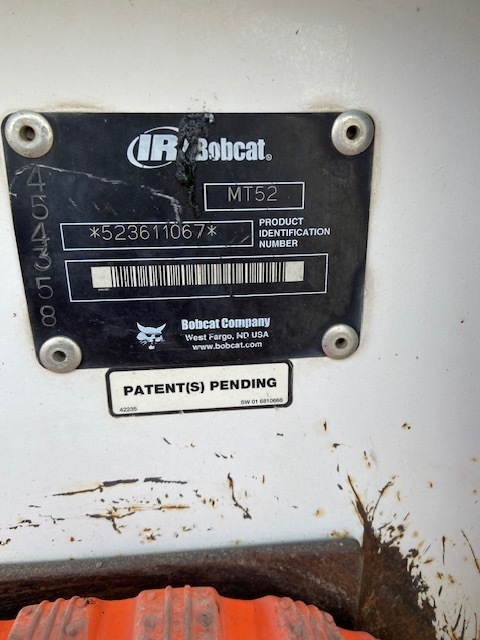 IR Bobcat®
MT52
*523611067*
PRODUCT
IDENTIFICATION
NUMBER
4543358
Bobcat Company
West Fargo, ND USA
www.bobcat.com
PATENT(S) PENDING
42235
SW 01 6810666